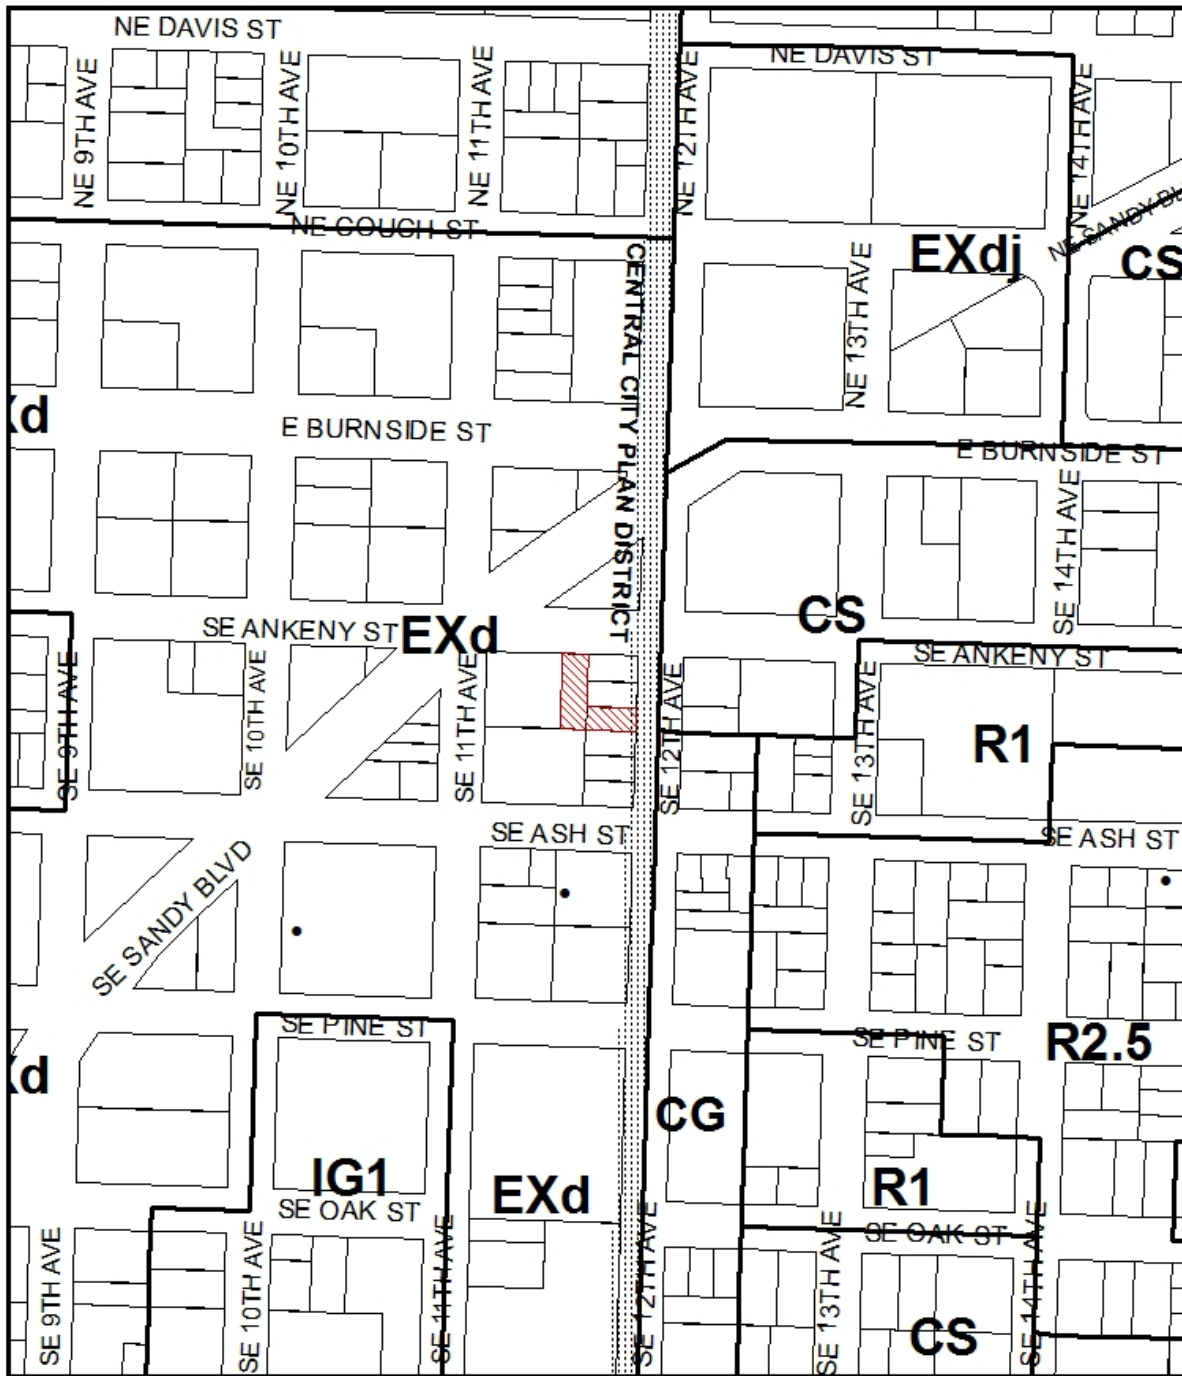 NE DAVIS ST
NE DAVIS ST
NE 9TH AVE
NE 10TH AVE
NE 11TH AVE
NE 12TH AVE
NE 14TH AVE
NE COUCH ST
NE SANDY BL
EXdj
CS
CENTRAL CITY PLAN DISTRICT
NE 13TH AVE
Xd
E BURNSIDE ST
E BURNSIDE ST
SE 14TH AVE
CS
SE ANKENY ST
EXd
SE ANKENY ST
SE 9TH AVE
SE 10TH AVE
SE 11TH AVE
SE 12TH AVE
SE 13TH AVE
R1
SE ASH ST
SE ASH ST
SE SANDY BLVD
SE PINE ST
SE PINE ST
R2.5
Xd
CG
IG1
EXd
R1
SE OAK ST
SE OAK ST
SE 9TH AVE
SE 10TH AVE
SE 11TH AVE
SE 12TH AVE
SE 13TH AVE
SE 14TH AVE
CS